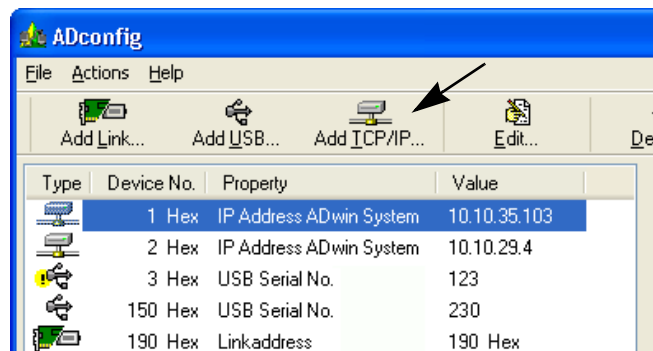 ADconfig
File Actions Help
Add Link... Add USB... Add TCP/IP... Edit... De
Type Device No. Property Value
1 Hex IP Address ADwin System 10.10.35.103
2 Hex IP Address ADwin System 10.10.29.4
3 Hex USB Serial No. 123
150 Hex USB Serial No. 230
190 Hex Linkaddress 190 Hex